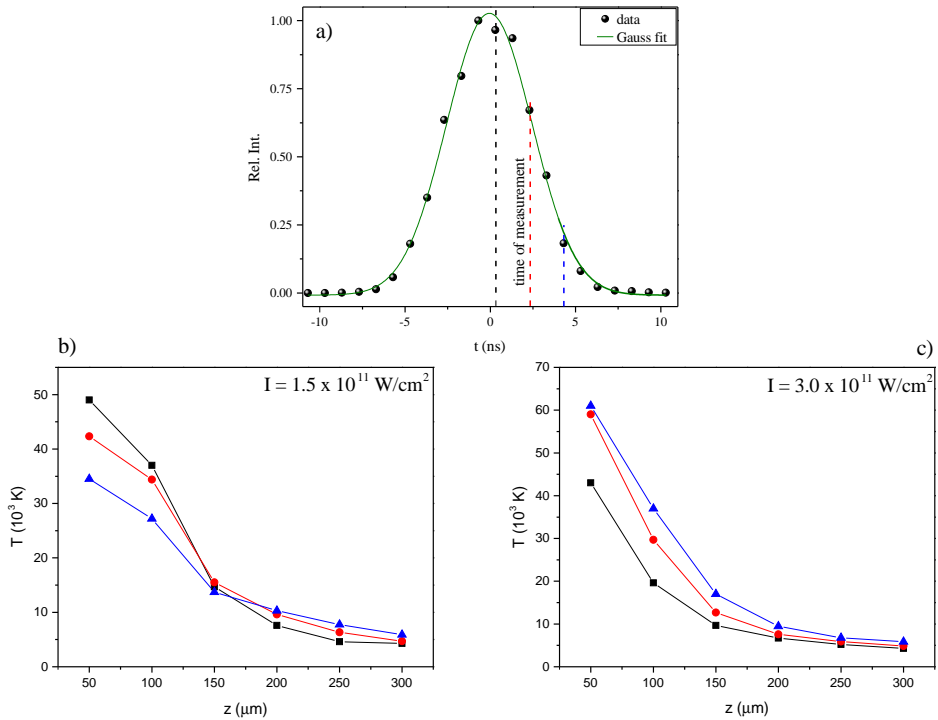 a)
data
Gauss fit
1.00
0.75
0.50
0.25
0.00
Rel. Int.
time of measurement
-10 -5 0 5 10
t (ns)
b)
I = 1.5 x 10^11 W/cm^2
50
40
30
20
10
0
T (10^3 K)
50 100 150 200 250 300
z (μm)
c)
I = 3.0 x 10^11 W/cm^2
70
60
50
40
30
20
10
0
T (10^3 K)
50 100 150 200 250 300
z (μm)